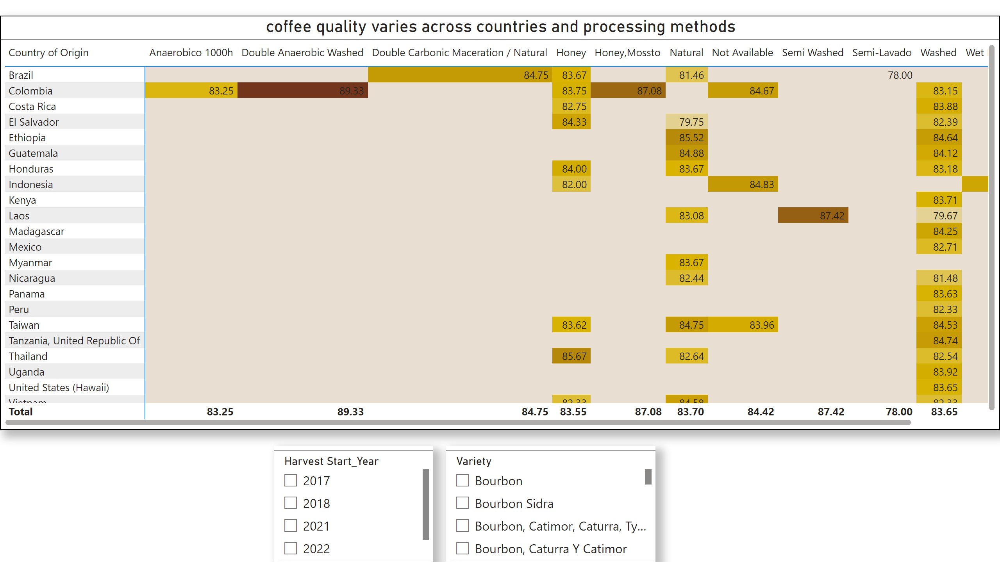 coffee quality varies across countries and processing methods
Country of Origin Anaerobico 1000h Double Anaerobic Washed Double Carbonic Maceration / Natural Honey Honey,Mossto Natural Not Available Semi Washed Semi-Lavado Washed Wet
Brazil 84.75 83.67 81.46 78.00
Colombia 83.25 89.33 83.75 87.08 84.67 83.15
Costa Rica 82.75 83.88
El Salvador 84.33 79.75 82.39
Ethiopia 85.52 84.64
Guatemala 84.88 84.12
Honduras 84.00 83.67 83.18
Indonesia 82.00 84.83
Kenya 83.71
Laos 83.08 87.42 79.67
Madagascar 84.25
Mexico 82.71
Myanmar 83.67
Nicaragua 82.44 81.48
Panama 83.63
Peru 82.33
Taiwan 83.62 84.75 83.96 84.53
Tanzania, United Republic Of 84.74
Thailand 85.67 82.64 82.54
Uganda 83.92
United States (Hawaii) 83.65
Vietnam 82.33 84.58 82.33
Total 83.25 89.33 84.75 83.55 87.08 83.70 84.42 87.42 78.00 83.65
Harvest Start_Year
2017
2018
2021
2022
Variety
Bourbon
Bourbon Sidra
Bourbon, Catimor, Caturra, Ty...
Bourbon, Caturra Y Catimor